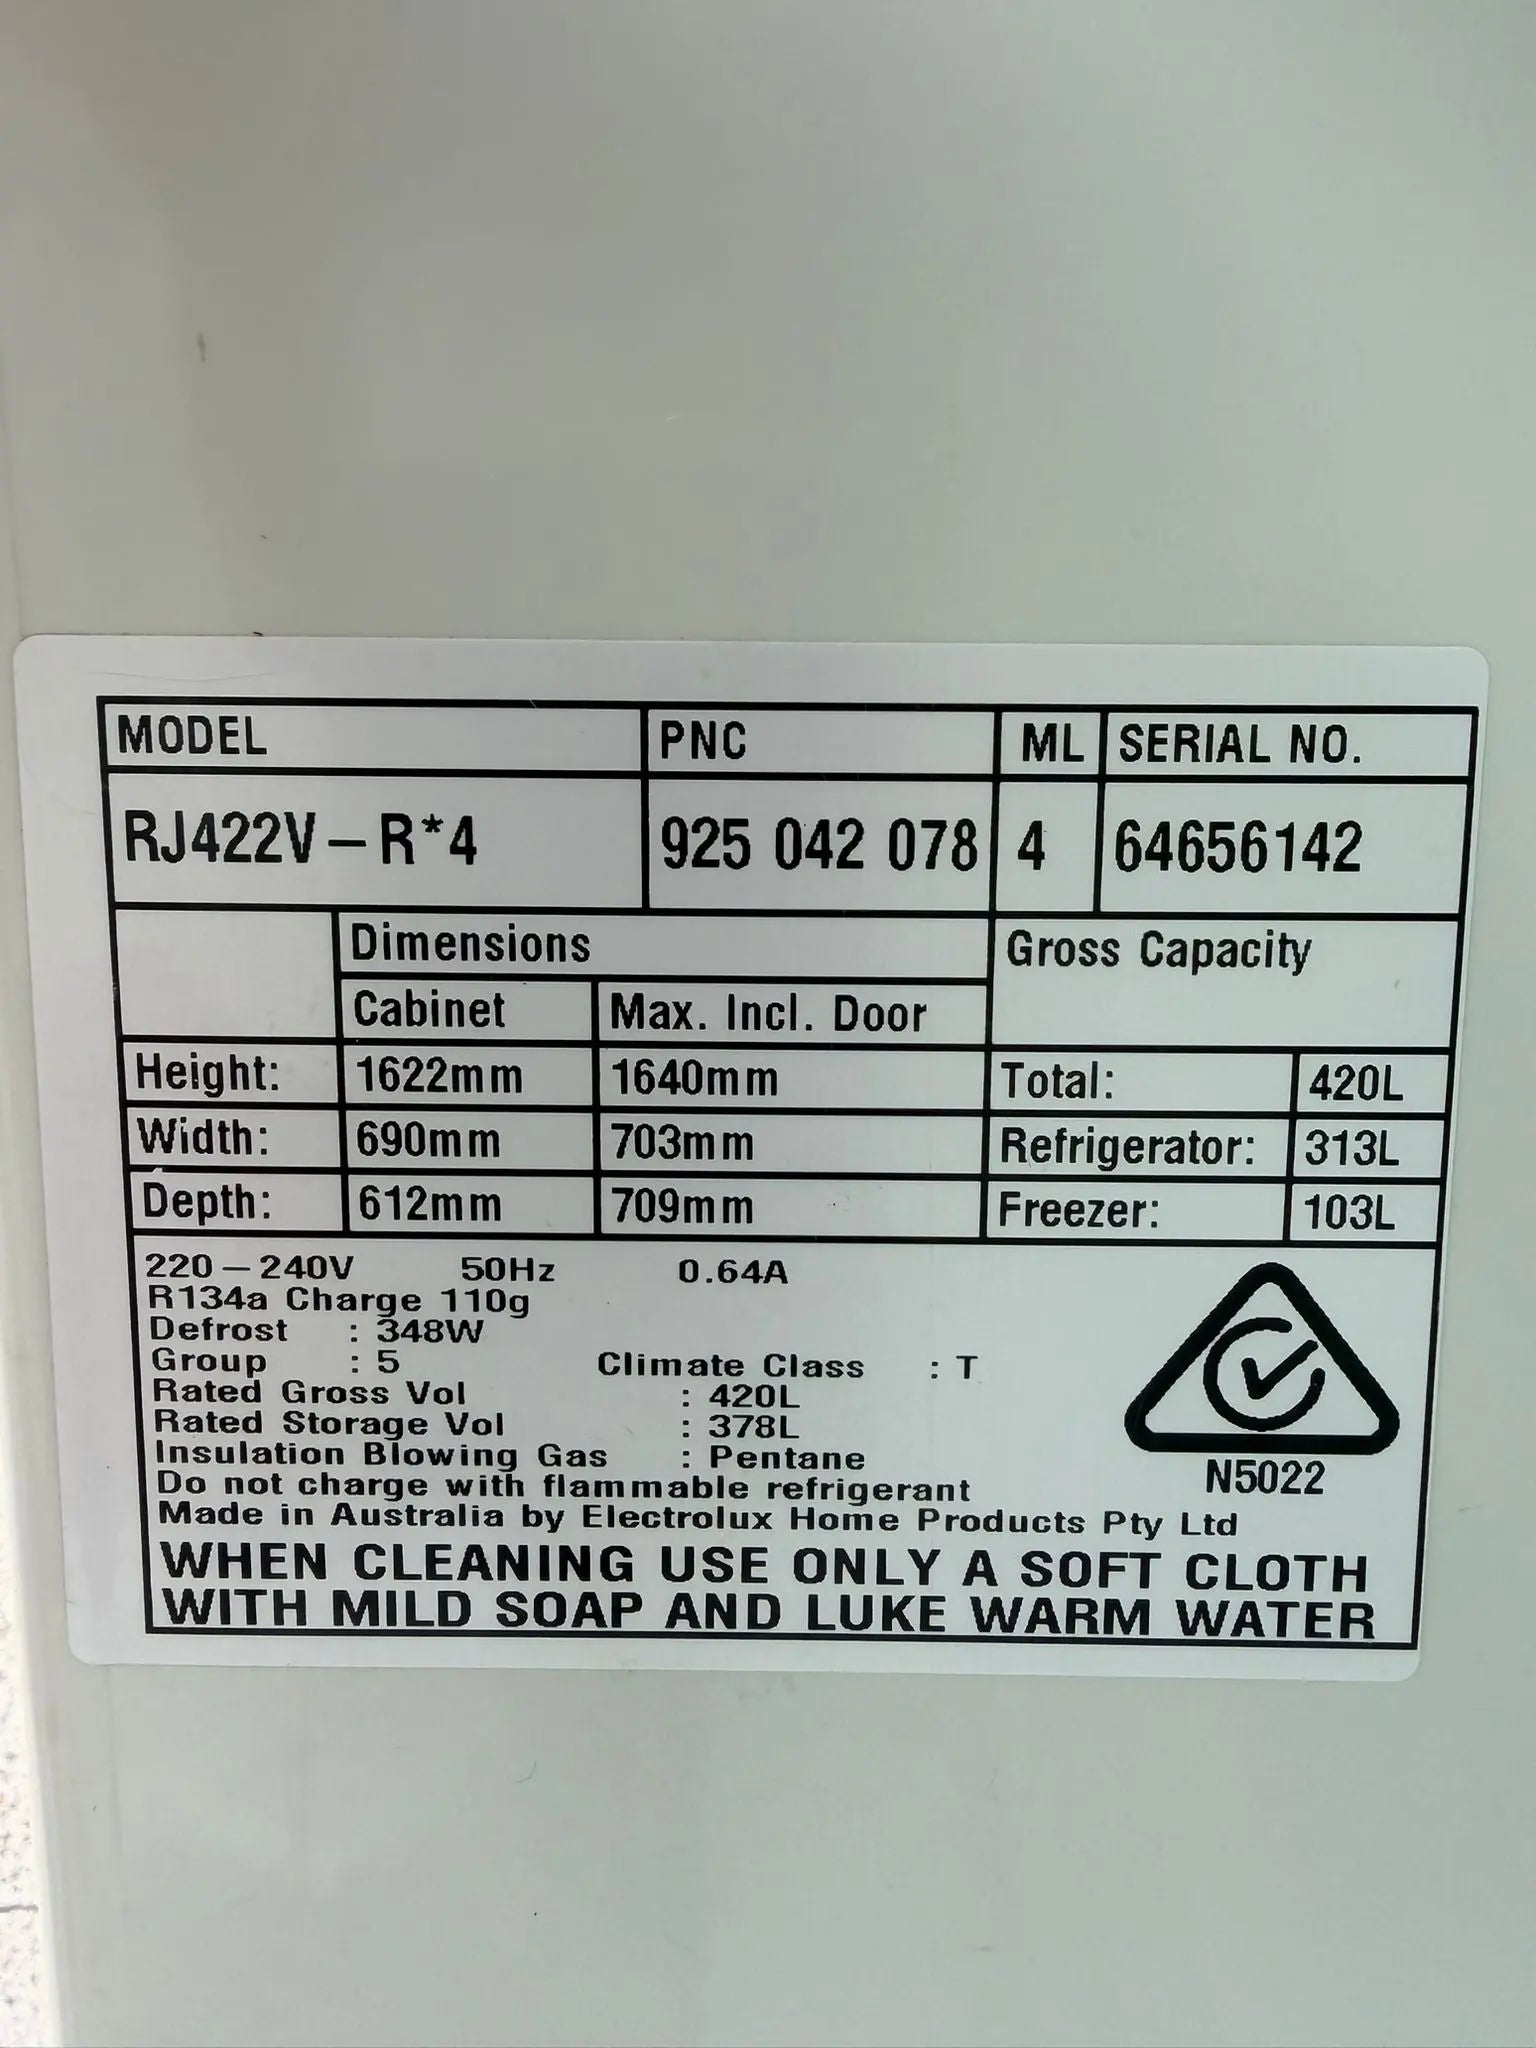 MODEL PNC ML SERIAL NO.
RJ422V-R*4 925 042 078 4 64656142
Dimensions Gross Capacity
Cabinet Max. Incl. Door
Height: 1622mm 1640mm Total: 420L
Width: 690mm 703mm Refrigerator: 313L
Depth: 612mm 709mm Freezer: 103L
220-240V 50Hz 0.64A
R134a Charge 110g
Defrost : 348W
Group : 5 Climate Class : T
Rated Gross Vol : 420L
Rated Storage Vol : 378L
Insulation Blowing Gas : Pentane
Do not charge with flammable refrigerant
N5022
Made in Australia by Electrolux Home Products Pty Ltd
WHEN CLEANING USE ONLY A SOFT CLOTH
WITH MILD SOAP AND LUKE WARM WATER